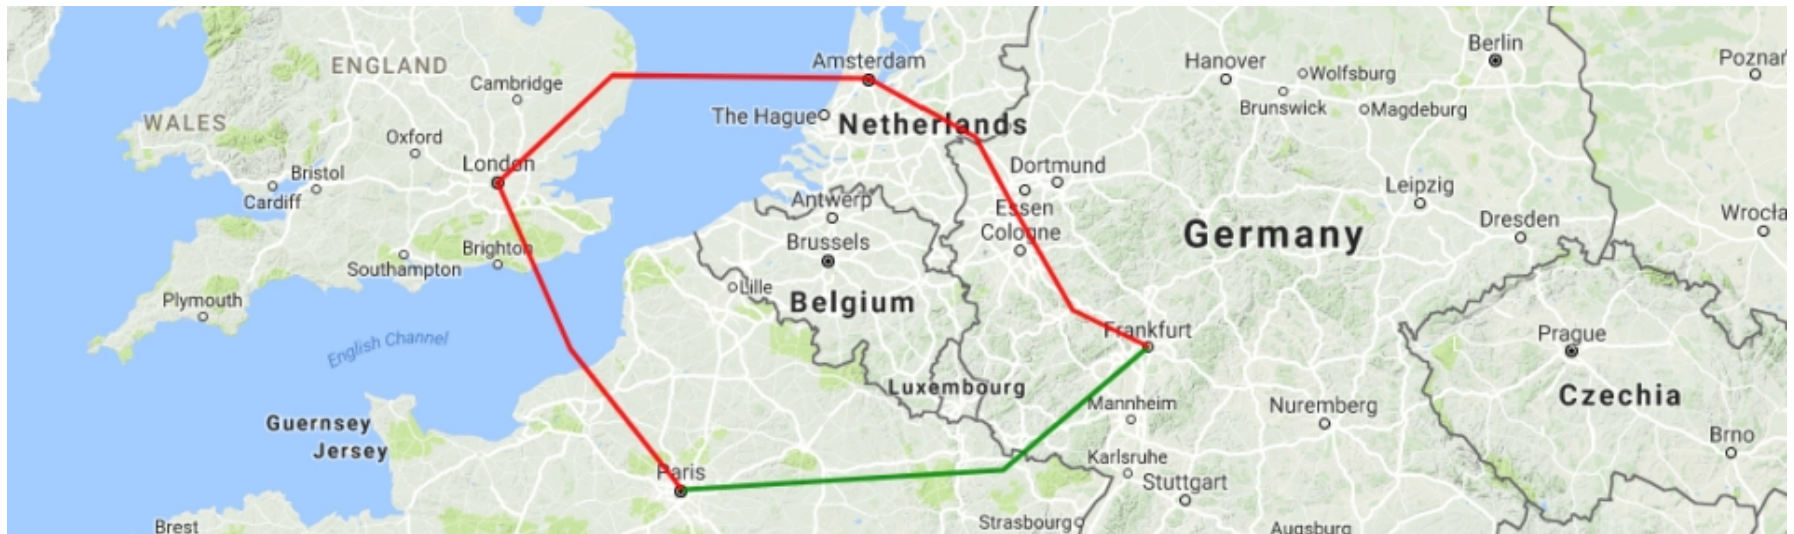 Berlin
Amsterdam
Hanover
ENGLAND
Wolfsburg
Cambridge
Brunswick
Magdeburg
The Hague
WALES
Netherlands
Oxford
London
Dortmund
Bristol
Leipzig
Cardiff
Antwerp
Essen
Dresden
Cologne
Germany
Brussels
Brighton
Southampton
Lille
Plymouth
Belgium
Frankfurt
Prague
English Channel
Luxembourg
Czechia
Mannheim
Nuremberg
Guernsey
Jersey
Brno
Karlsruhe
Paris
Stuttgart
Strasbourg
Brest
Augsburg